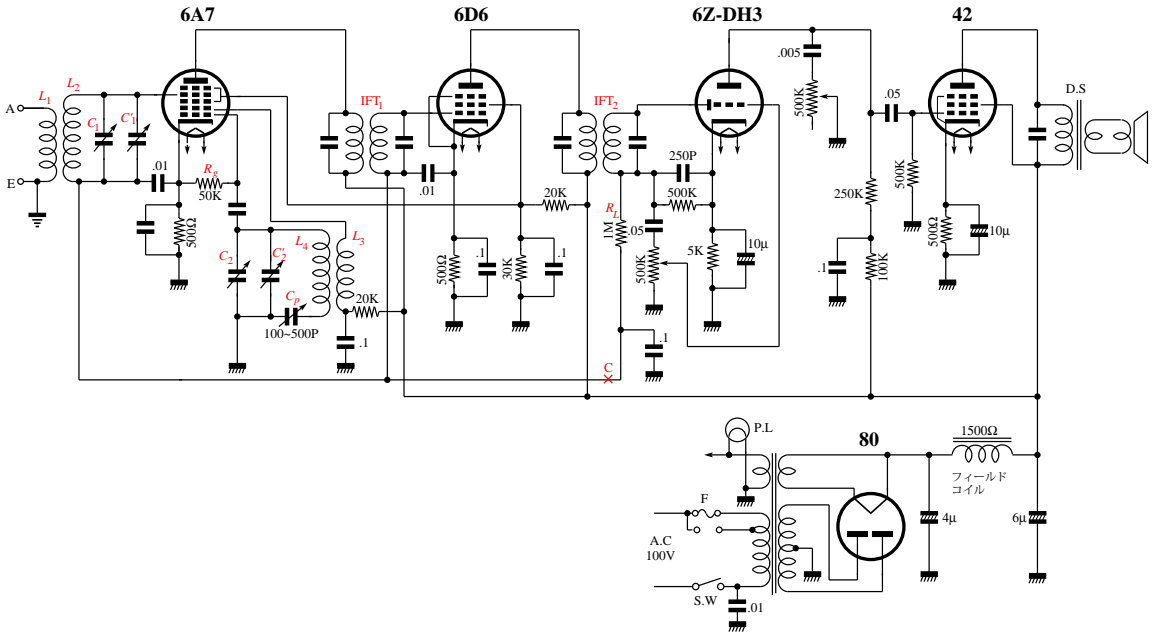 6A7
6D6
6Z-DH3
42
A
E
L1
L2
C1
C′1
.01
Rg
50K
500Ω
C2
C′2
L4
L3
Cp
100~500P
20K
.1
IFT1
.01
500Ω
.1
30K
.1
20K
IFT2
250P
500K
RL
1M
.05
500K
5K
10μ
.1
C
.005
500K
.05
250K
500K
.1
100K
500Ω
10μ
D.S
P.L
80
1500Ω
フィールド
コイル
F
A.C
100V
S.W
.01
4μ
6μ